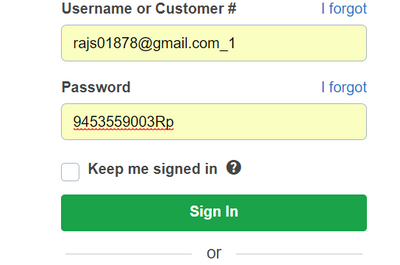 Username or Customer # I forgot
rajs01878@gmail.com_1
Password I forgot
9453559003Rp
Keep me signed in ?
Sign In
or